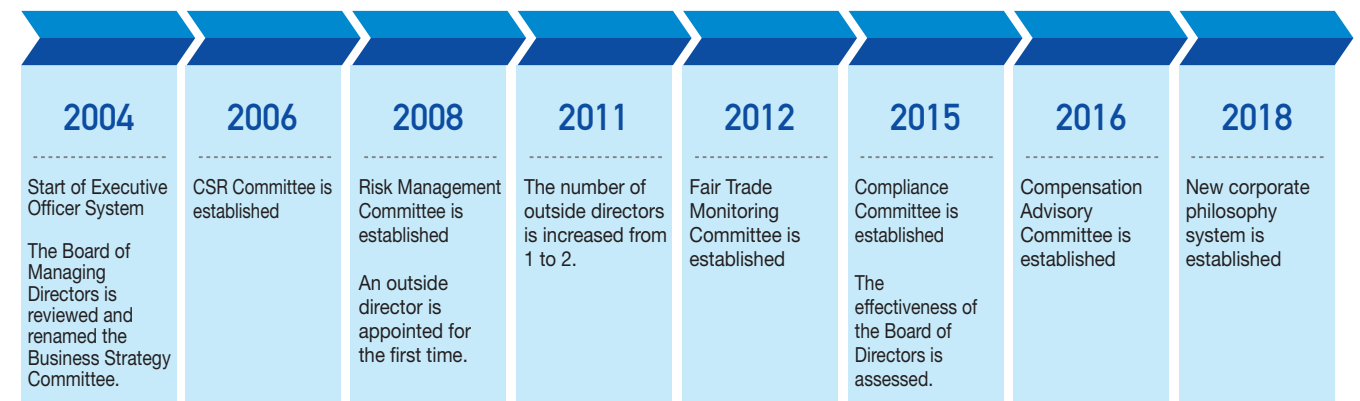 2004
Start of Executive
Officer System
The Board of
Managing
Directors is
reviewed and
renamed the
Business Strategy
Committee.
2006
CSR Committee is
established
2008
Risk Management
Committee is
established
An outside
director is
appointed for
the first time.
2011
The number of
outside directors
is increased from
1 to 2.
2012
Fair Trade
Monitoring
Committee is
established
2015
Compliance
Committee is
established
The
effectiveness of
the Board of
Directors is
assessed.
2016
Compensation
Advisory
Committee is
established
2018
New corporate
philosophy
system is
established